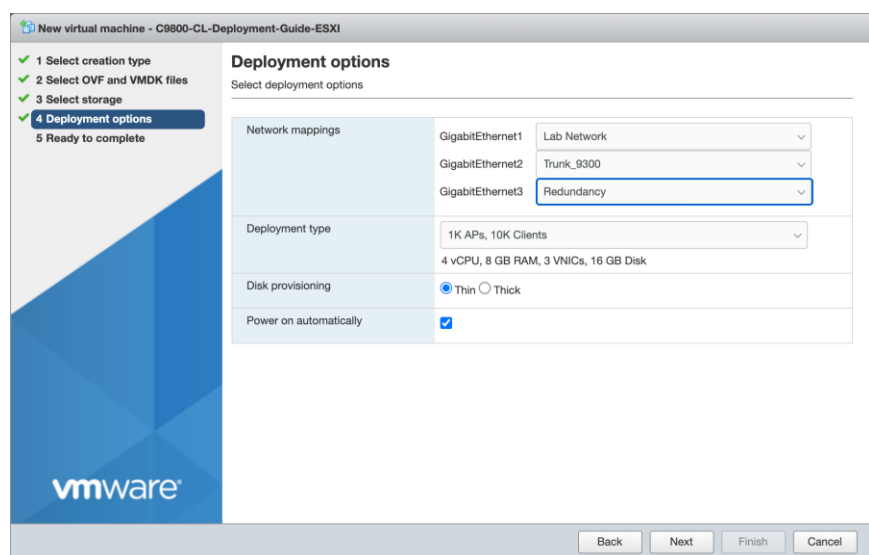 New virtual machine - C9800-CL-Deployment-Guide-ESXI
1 Select creation type
2 Select OVF and VMDK files
3 Select storage
4 Deployment options
5 Ready to complete
Deployment options
Select deployment options
Network mappings
GigabitEthernet1 Lab Network
GigabitEthernet2 Trunk_9300
GigabitEthernet3 Redundancy
Deployment type
1K APs, 10K Clients
4 vCPU, 8 GB RAM, 3 VNICs, 16 GB Disk
Disk provisioning
Thin Thick
Power on automatically
vmware®
Back Next Finish Cancel